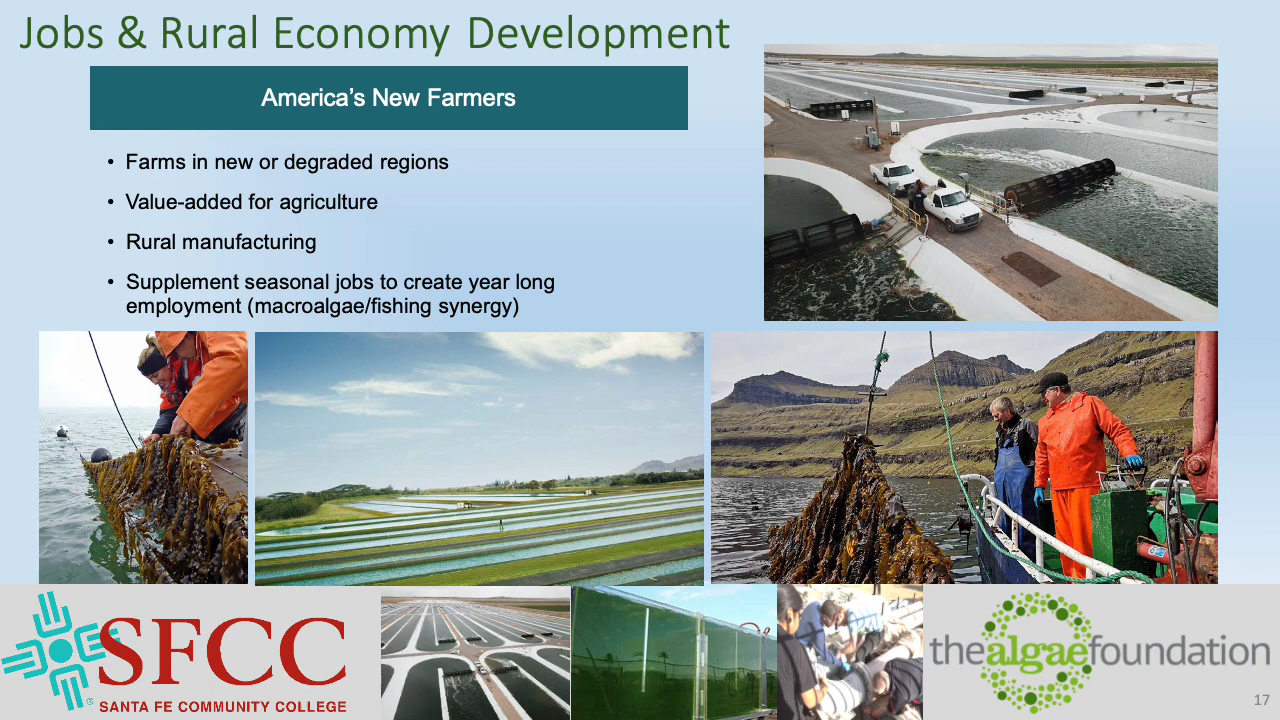 Jobs & Rural Economy Development
America's New Farmers
• Farms in new or degraded regions
• Value-added for agriculture
• Rural manufacturing
• Supplement seasonal jobs to create year long
employment (macroalgae/fishing synergy)
SFCC
®
SANTA FE COMMUNITY COLLEGE
thealgaefoundation
17